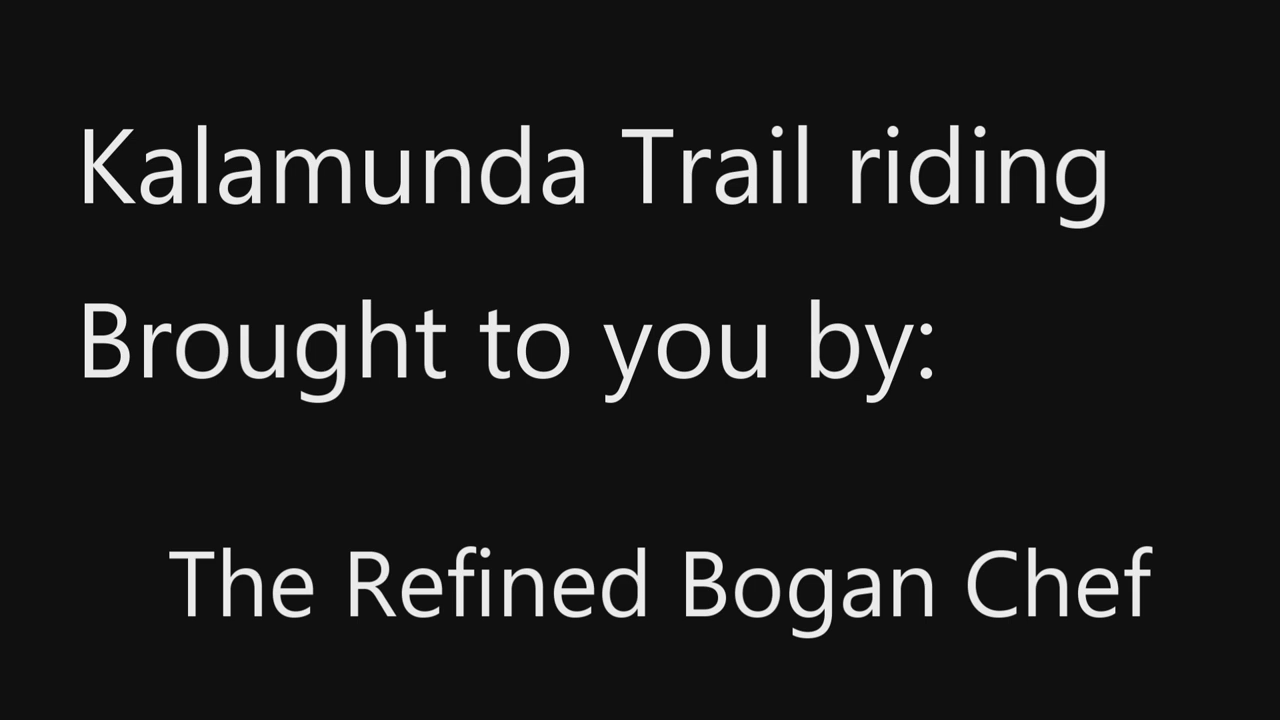 Kalamunda Trail riding
Brought to you by:
The Refined Bogan Chef